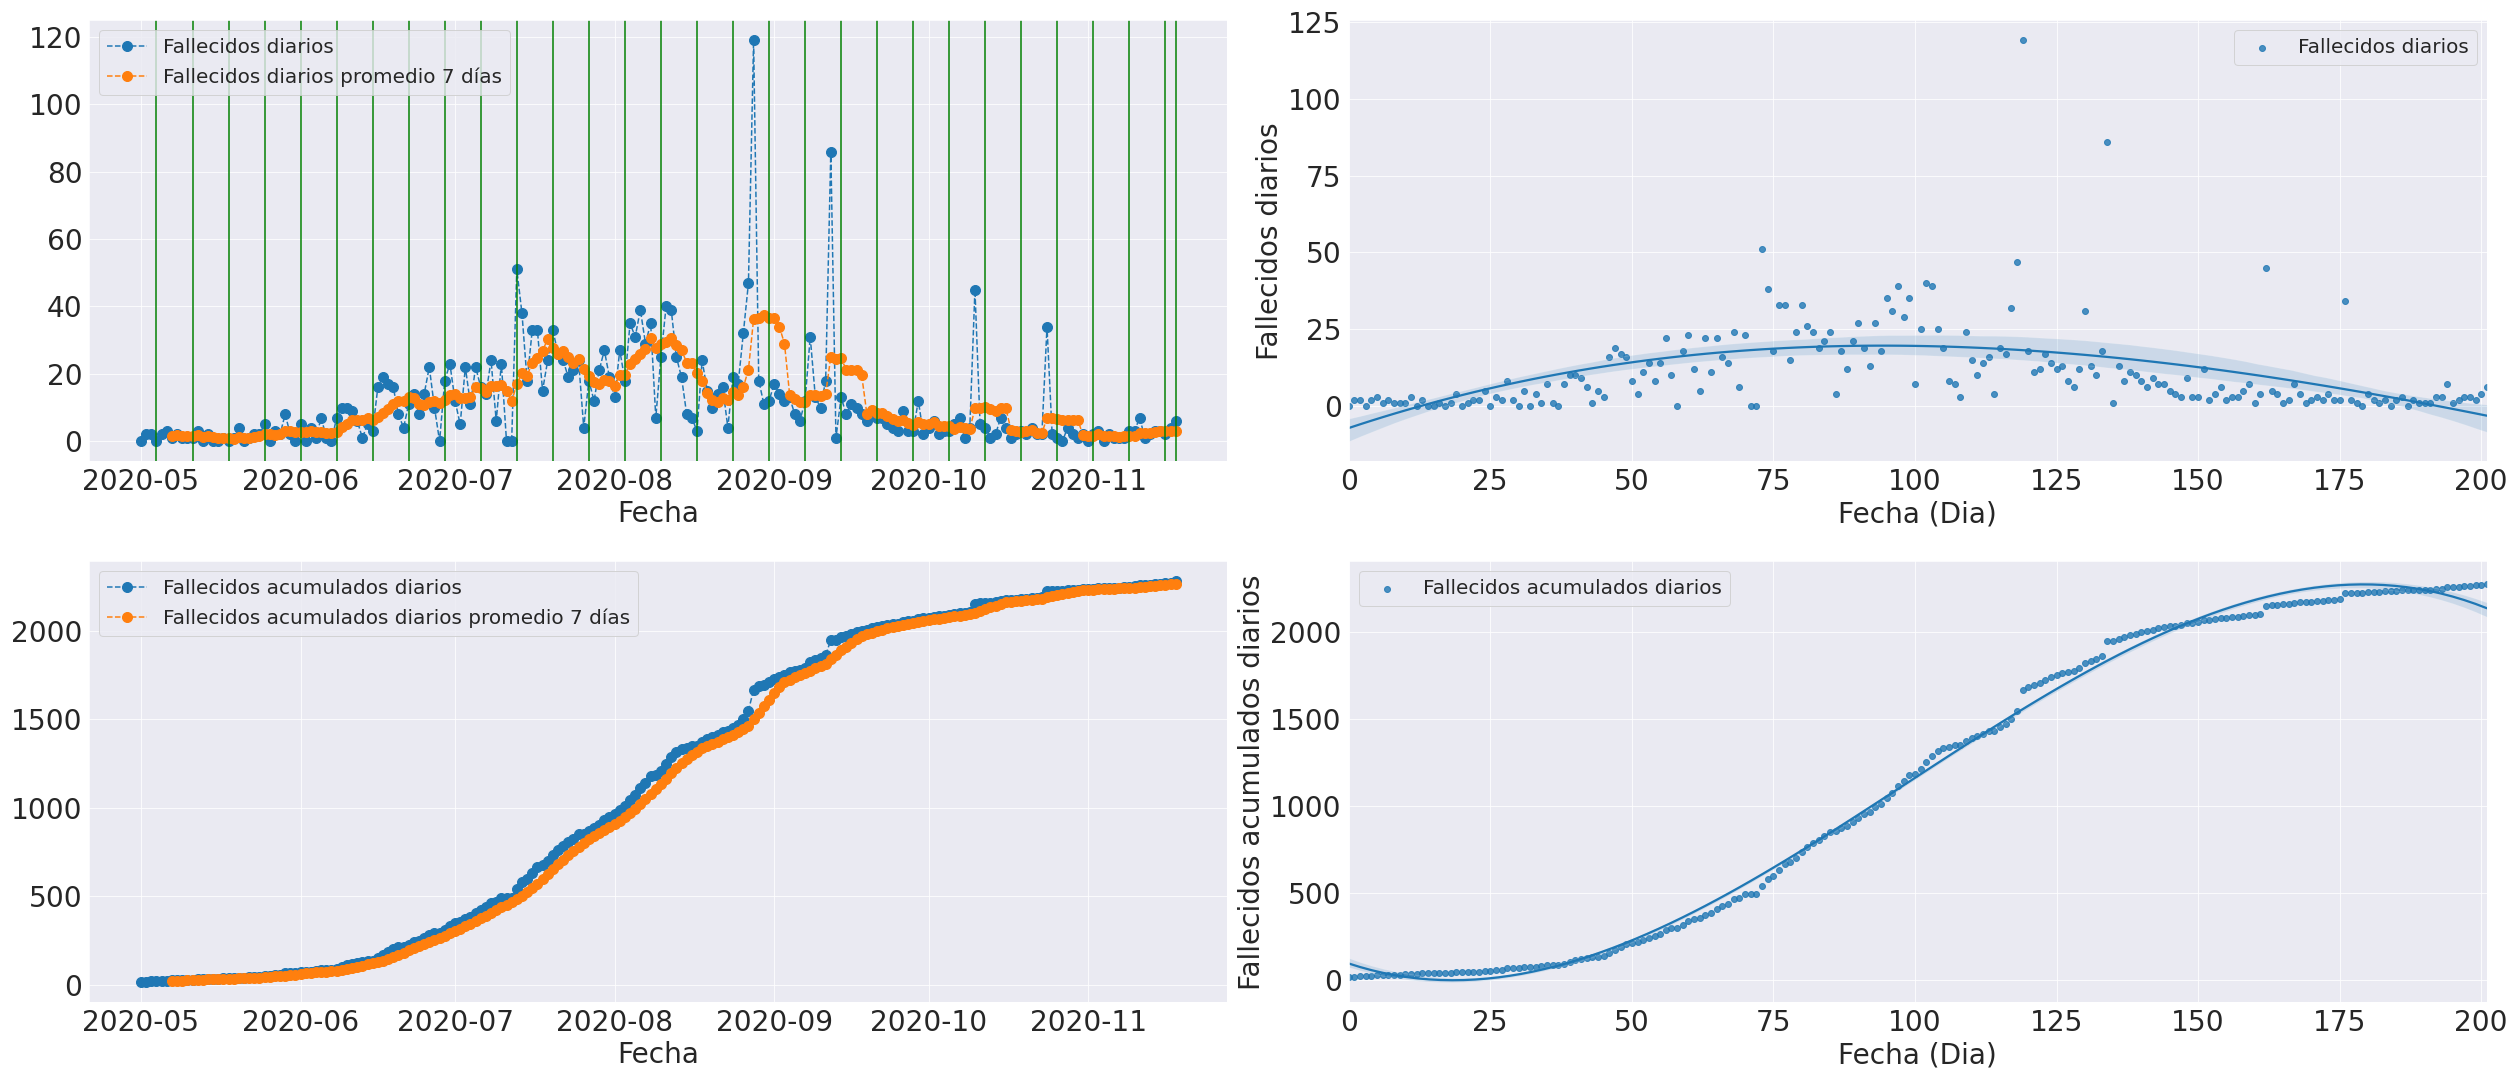 Fallecidos diarios
Fallecidos diarios promedio 7 días
120
100
80
60
40
20
0
2020-05 2020-06 2020-07 2020-08 2020-09 2020-10 2020-11
Fecha
Fallecidos diarios
Fallecidos diarios
125
100
75
50
25
0
0 25 50 75 100 125 150 175 200
Fecha (Dia)
Fallecidos acumulados diarios
Fallecidos acumulados diarios promedio 7 días
2000
1500
1000
500
0
2020-05 2020-06 2020-07 2020-08 2020-09 2020-10 2020-11
Fecha
Fallecidos acumulados diarios
Fallecidos acumulados diarios
2000
1500
1000
500
0
0 25 50 75 100 125 150 175 200
Fecha (Dia)